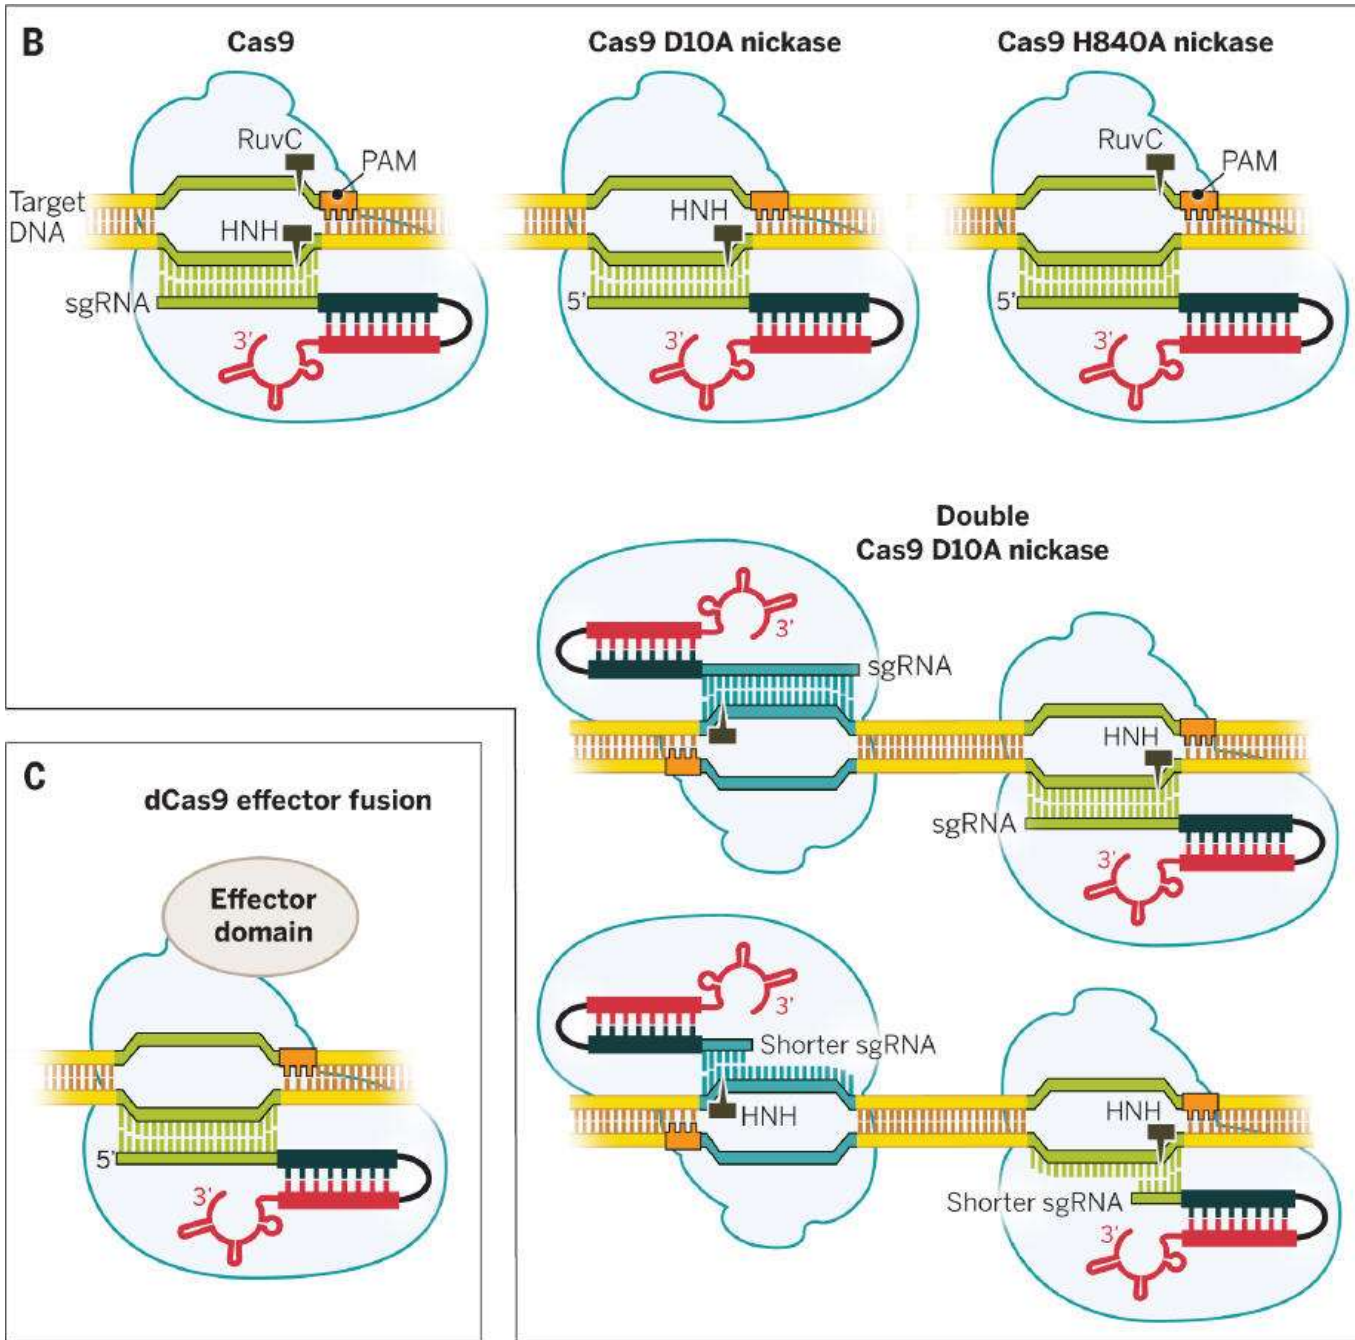 B
Cas9
RuvC
PAM
Target
DNA
HNH
sgRNA
3'
Cas9 D10A nickase
HNH
5'
3'
Cas9 H840A nickase
RuvC
PAM
5'
3'
Double
Cas9 D10A nickase
3'
sgRNA
HNH
sgRNA
3'
3'
Shorter sgRNA
HNH
HNH
Shorter sgRNA
3'
C
dCas9 effector fusion
Effector
domain
5'
3'